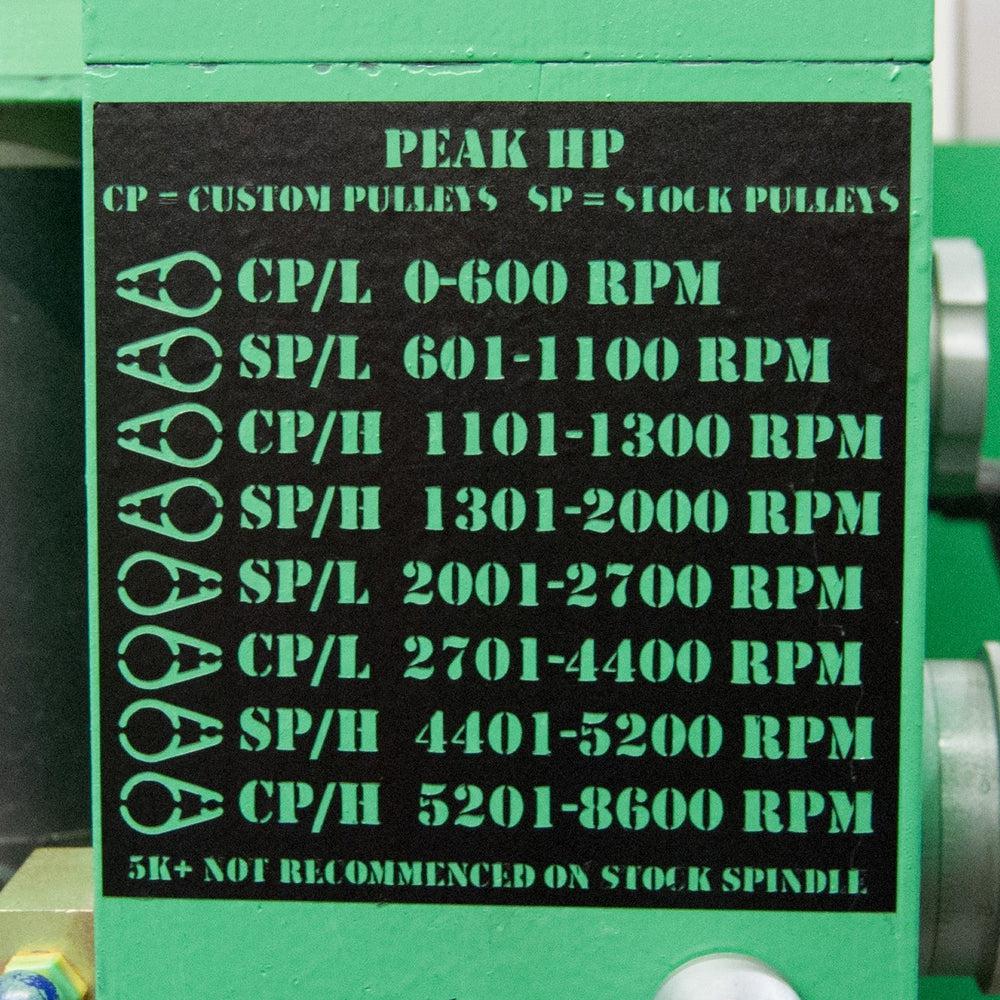 PEAK HP
CP = CUSTOM PULLEYS SP = STOCK PULLEYS
CP/L 0-600 RPM
SP/L 601-1100 RPM
CP/H 1101-1300 RPM
SP/H 1301-2000 RPM
SP/L 2001-2700 RPM
CP/L 2701-4400 RPM
SP/H 4401-5200 RPM
CP/H 5201-8600 RPM
5K+ NOT RECOMMENCED ON STOCK SPINDLE